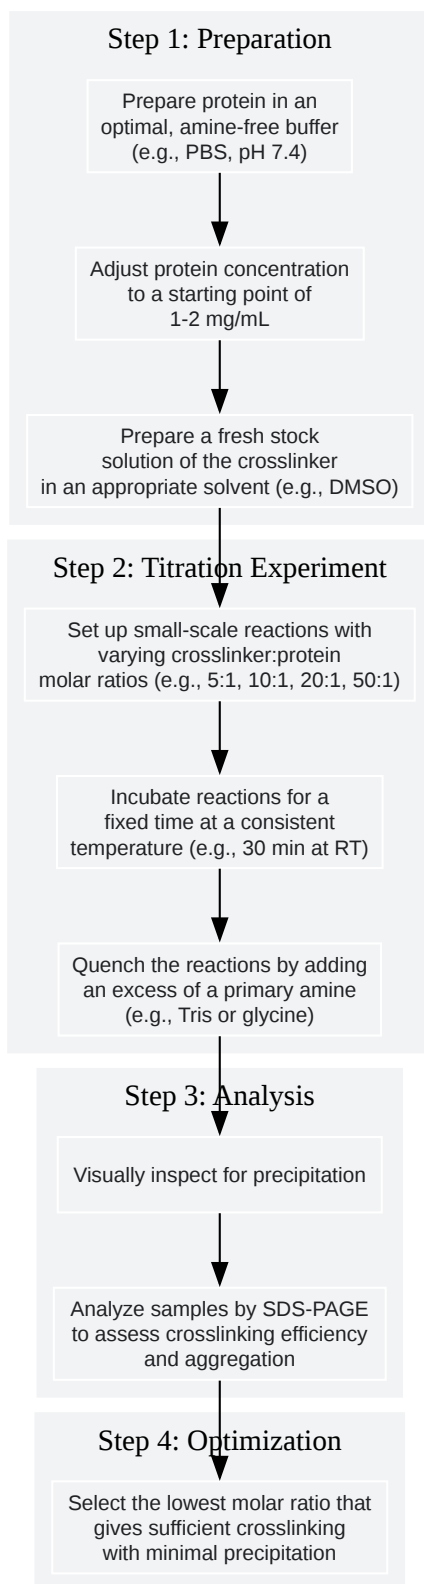 Step 1: Preparation
Prepare protein in an
optimal, amine-free buffer
(e.g., PBS, pH 7.4)
Adjust protein concentration
to a starting point of
1-2 mg/mL
Prepare a fresh stock
solution of the crosslinker
in an appropriate solvent (e.g., DMSO)
Step 2: Titration Experiment
Set up small-scale reactions with
varying crosslinker:protein
molar ratios (e.g., 5:1, 10:1, 20:1, 50:1)
Incubate reactions for a
fixed time at a consistent
temperature (e.g., 30 min at RT)
Quench the reactions by adding
an excess of a primary amine
(e.g., Tris or glycine)
Step 3: Analysis
Visually inspect for precipitation
Analyze samples by SDS-PAGE
to assess crosslinking efficiency
and aggregation
Step 4: Optimization
Select the lowest molar ratio that
gives sufficient crosslinking
with minimal precipitation